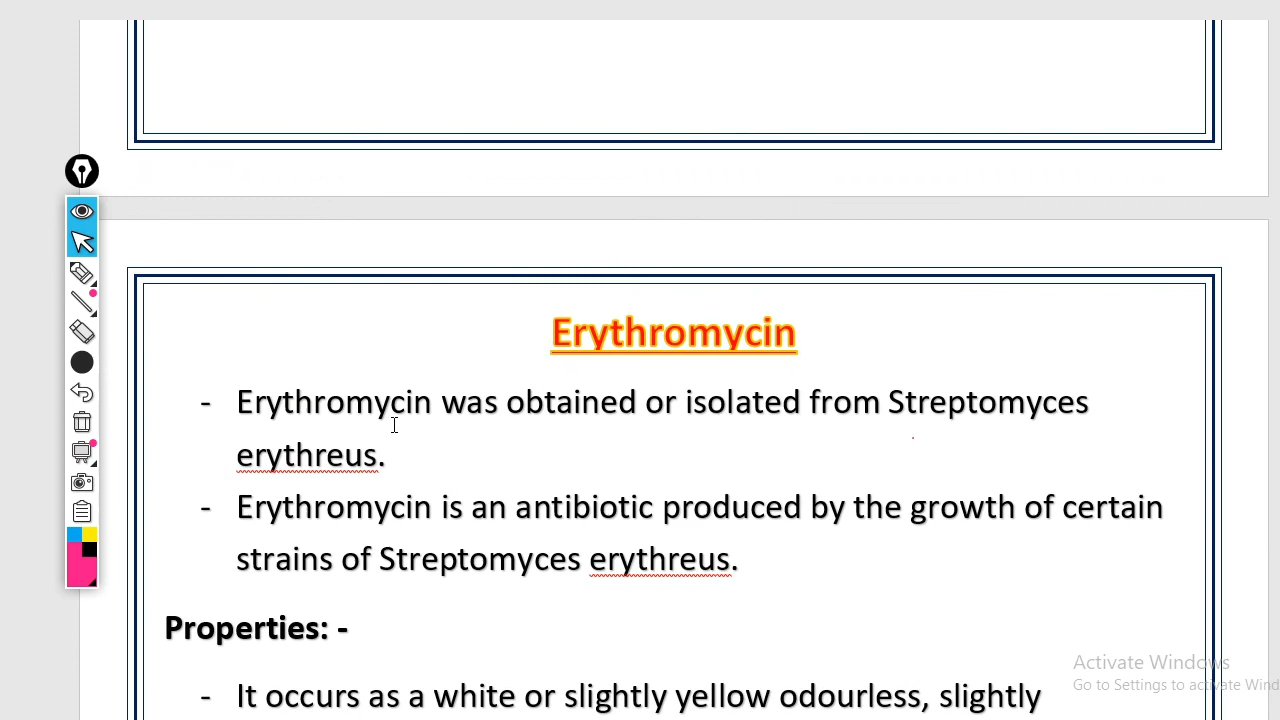 Erythromycin
- Erythromycin was obtained or isolated from Streptomyces
erythreus.
- Erythromycin is an antibiotic produced by the growth of certain
strains of Streptomyces erythreus.
Properties: -
- It occurs as a white or slightly yellow odourless, slightly
Activate Windows
Go to Settings to activate Wind